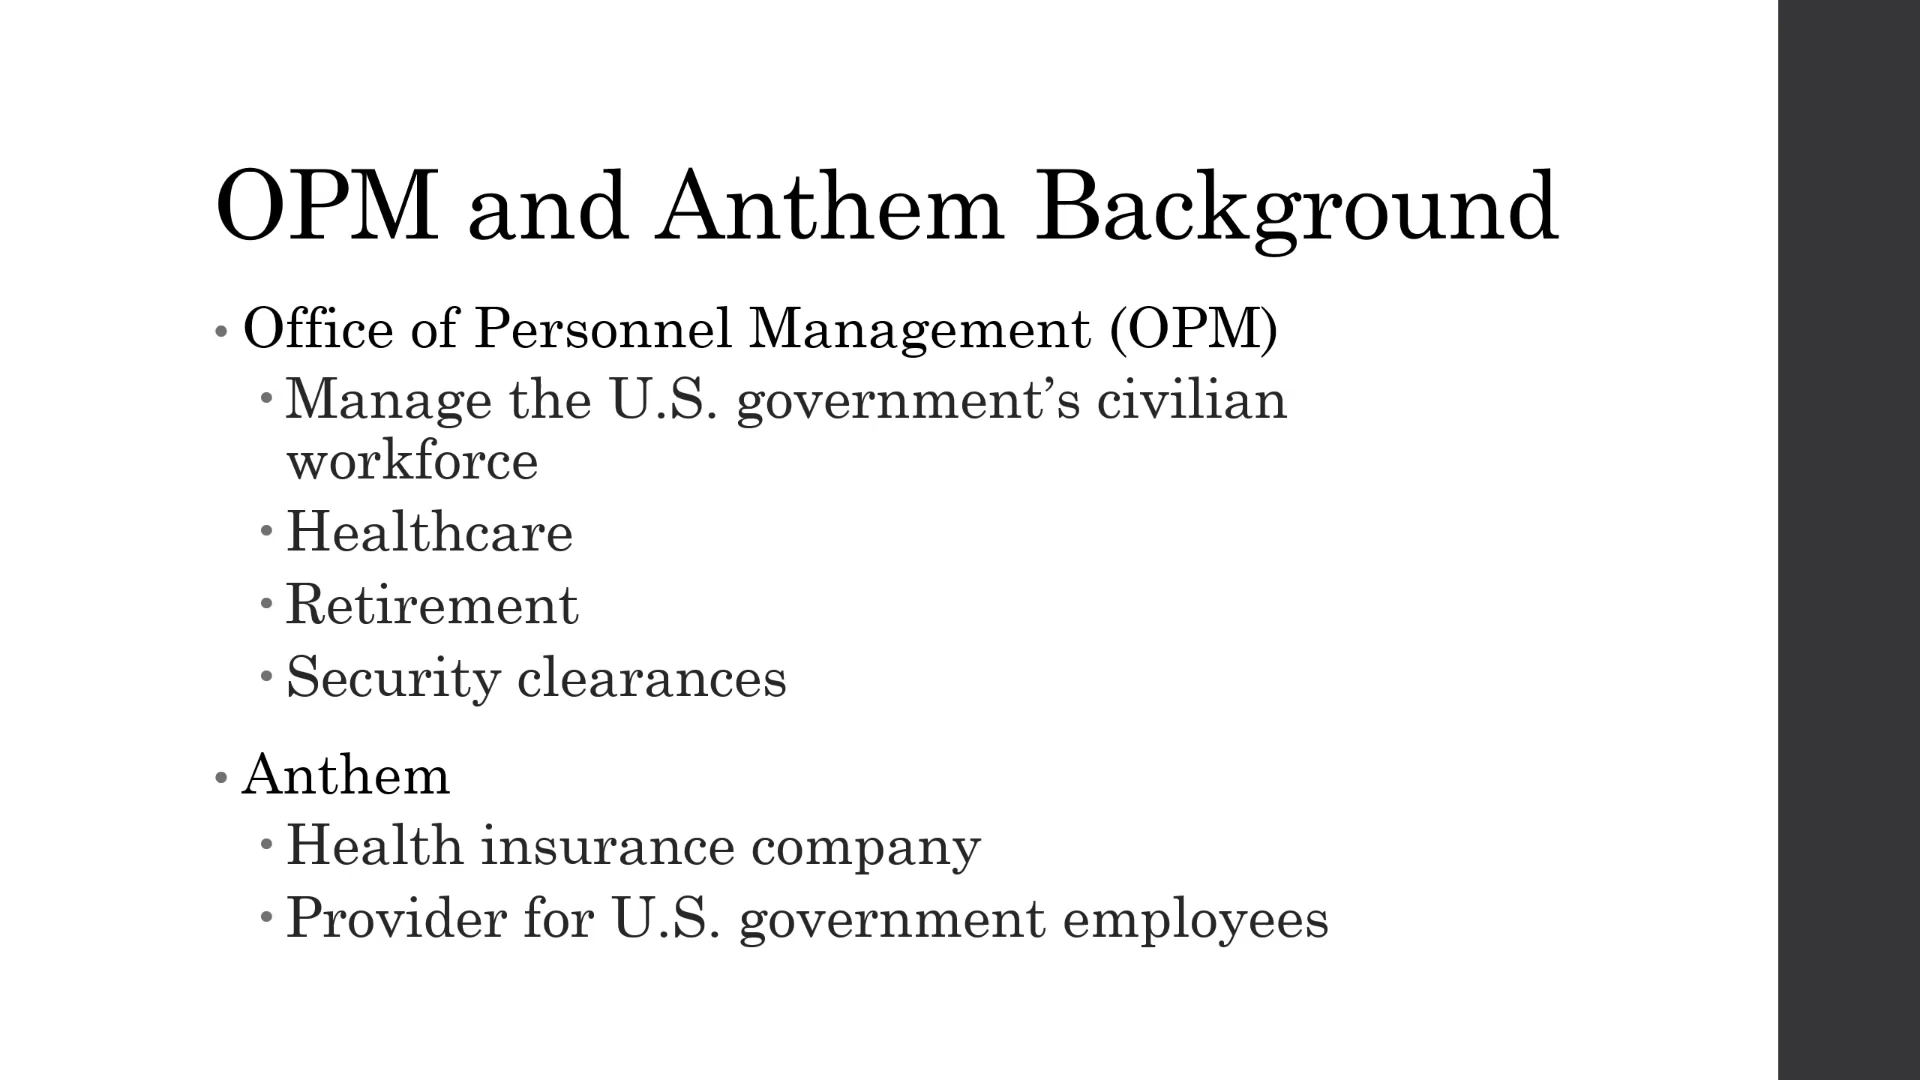 OPM and Anthem Background
• Office of Personnel Management (OPM)
• Manage the U.S. government’s civilian
workforce
• Healthcare
• Retirement
• Security clearances
• Anthem
• Health insurance company
• Provider for U.S. government employees